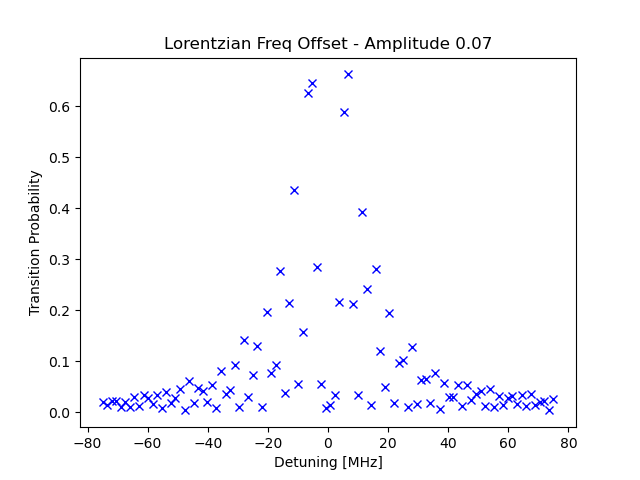 Lorentzian Freq Offset - Amplitude 0.07
Transition Probability
0.6
0.5
0.4
0.3
0.2
0.1
0.0
−80 −60 −40 −20 0 20 40 60 80
Detuning [MHz]